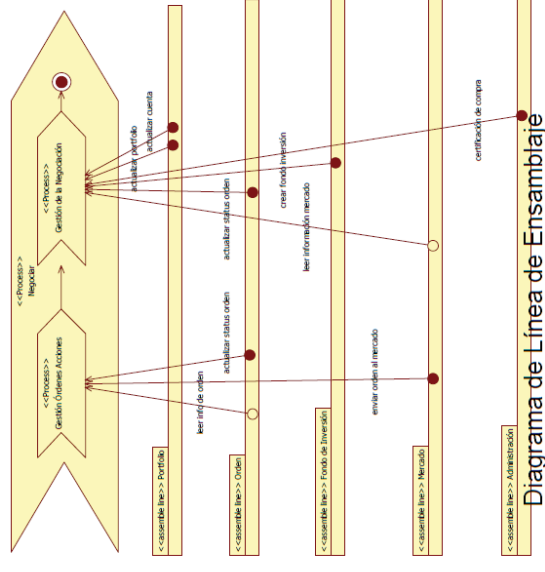 <<Process>>
Negociar
<<Process>>
Gestión Órdenes Acciones
<<Process>>
Gestión de la Negociación
<<assemble line>> Portfolio
actualizar portfolio
actualizar cuenta
<<assemble line>> Orden
leer info de orden
actualizar status orden
actualizar status orden
<<assemble line>> Fondo de Inversión
crear fondo inversión
leer información mercado
<<assemble line>> Mercado
enviar orden al mercado
<<assemble line>> Administración
certificación de compra
Diagrama de Línea de Ensamblaje